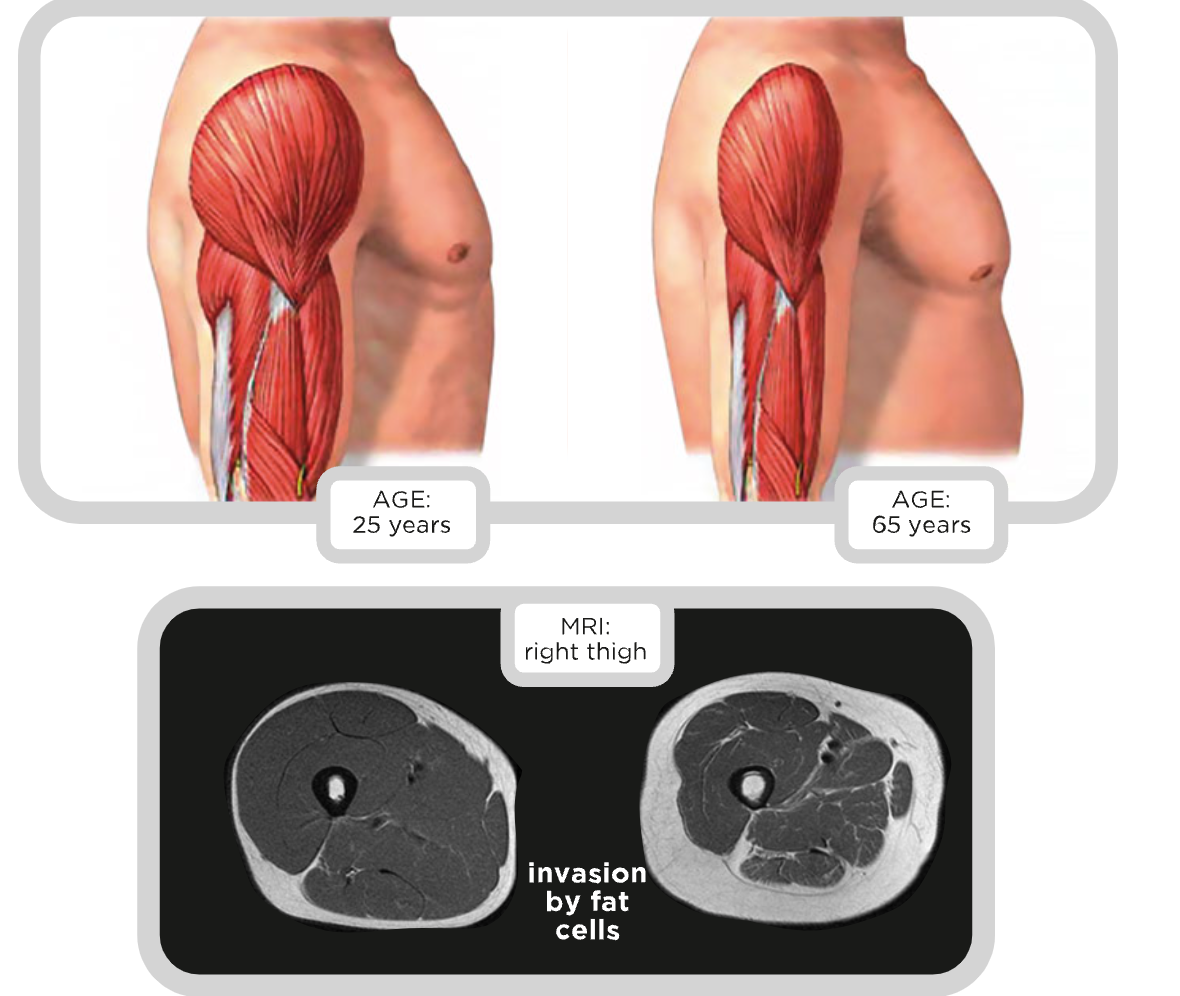 AGE:
25 years
AGE:
65 years
MRI:
right thigh
invasion
by fat
cells